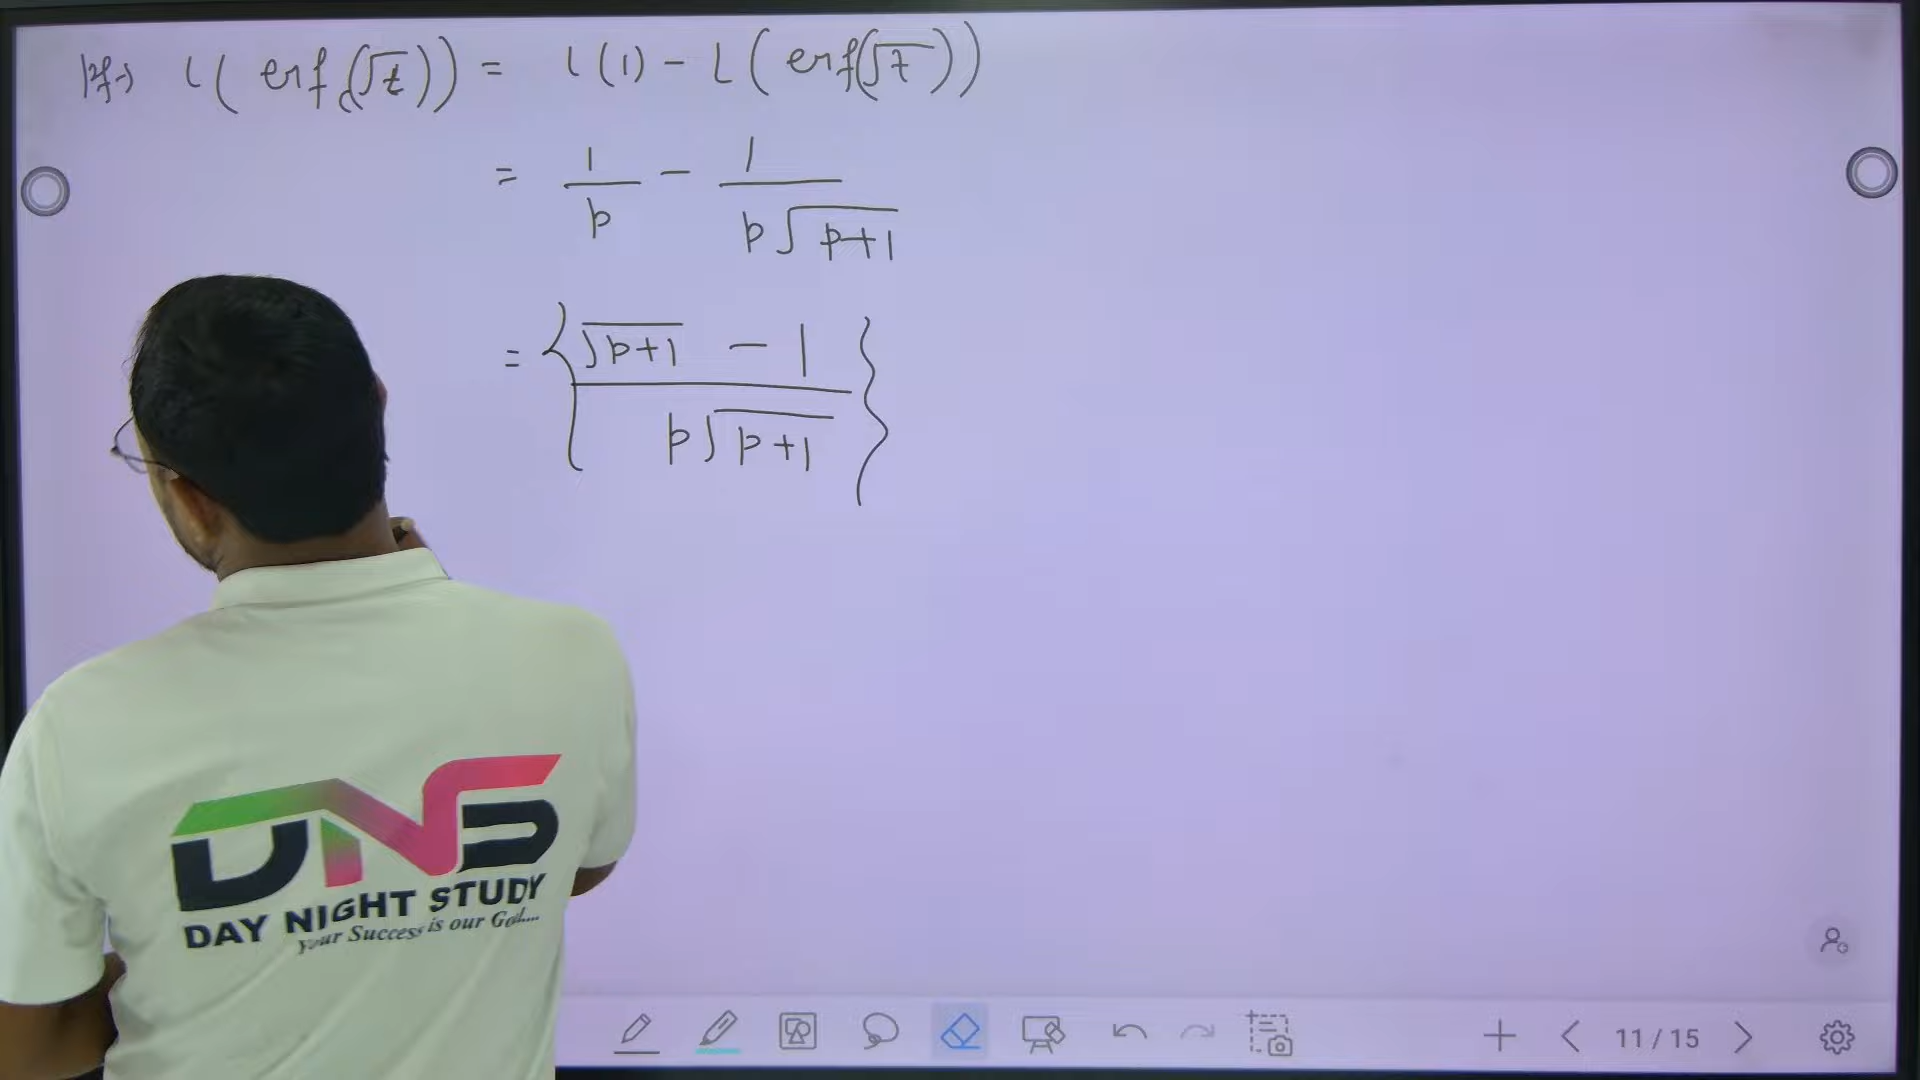 Pf→ L(erfc(√t)) = L(1) - L(erf(√t))
= 1/p - 1/(p√(p+1))
= {(√(p+1) - 1)/(p√(p+1))}
DNS
DAY NIGHT STUDY
Your Success is our Goal....
11/15